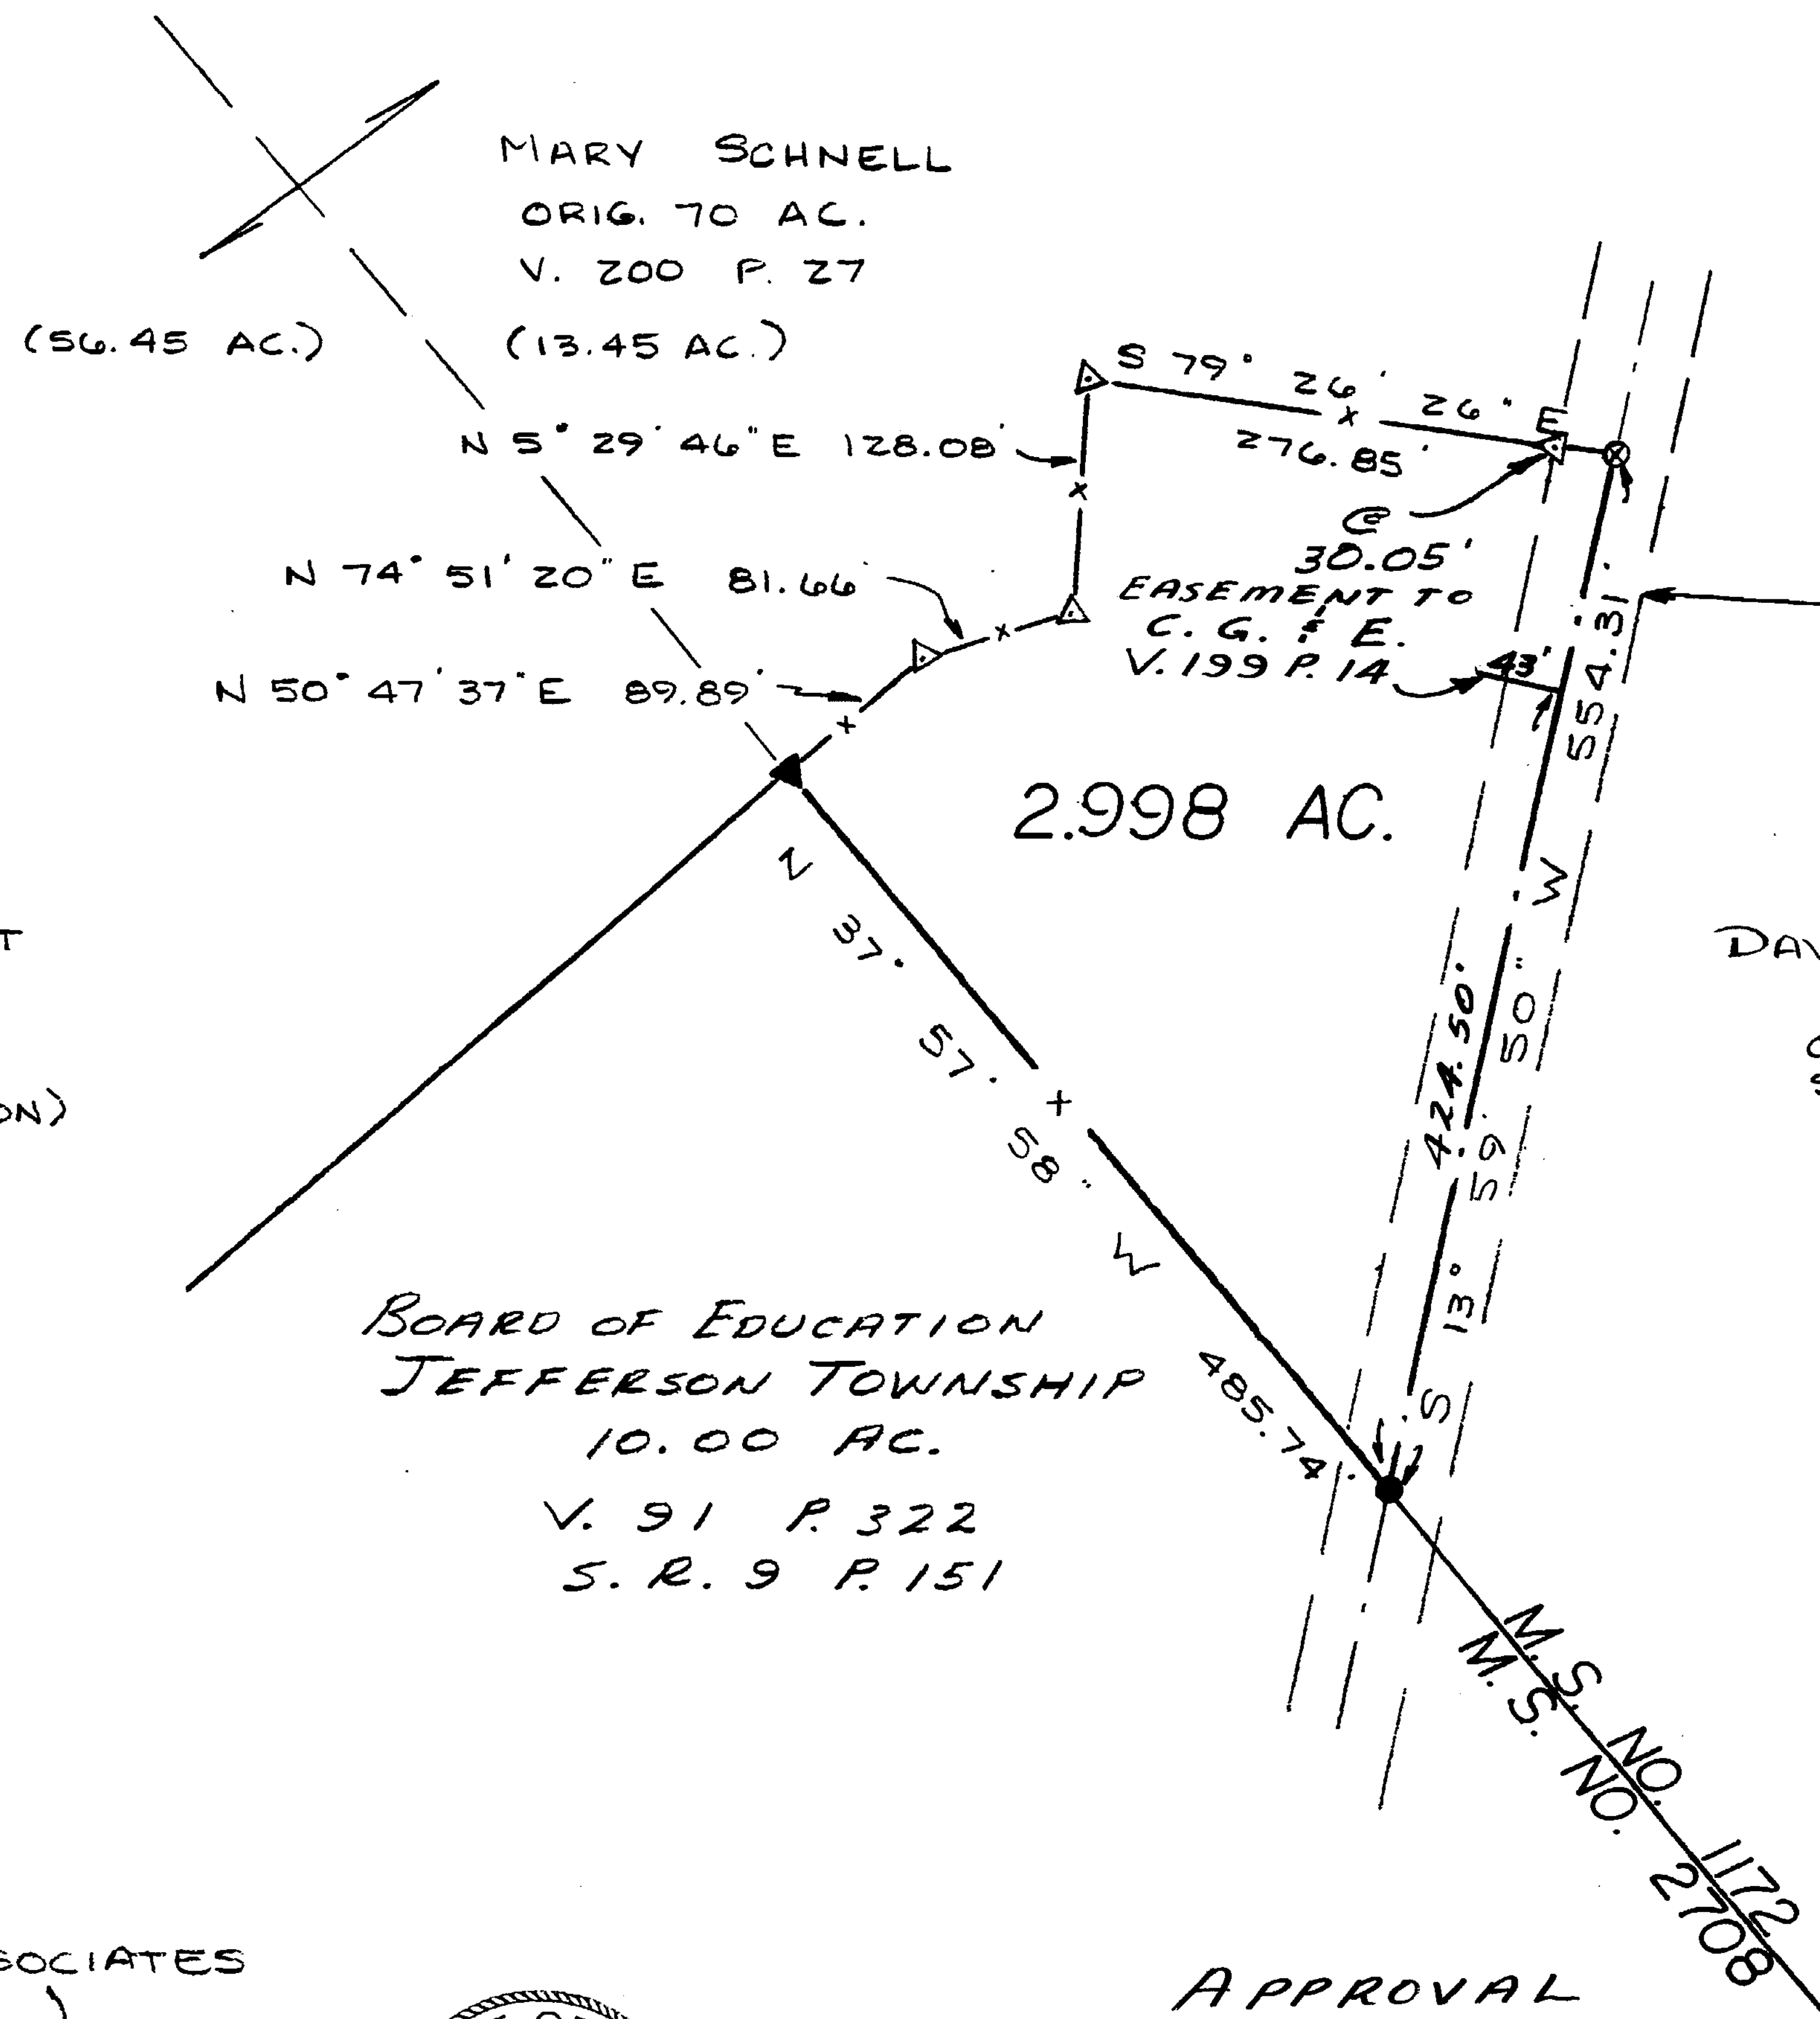 MARY SCHNELL
ORIG. 70 AC.
V. 200 P. 27
(56.45 AC.)
(13.45 AC.)
S 79° 26' 26" E
276.85'
N 5° 29' 46" E 128.08'
@
30.05'
N 74° 51' 20" E 81.66'
EASEMENT TO
C. G. & E.
V. 199 P. 14
43'
N 50° 47' 37" E 89.89'
2.998 AC.
S 13° 59' 50" W 554.31'
424.50'
N 37° 57' 58" W 485.74'
T
DAV
ON)
BOARD OF EDUCATION
JEFFERSON TOWNSHIP
10.00 AC.
V. 91 P. 322
S. R. 9 P. 151
M. S. NO. 1172
M. S. NO. 2708
SOCIATES
APPROVAL